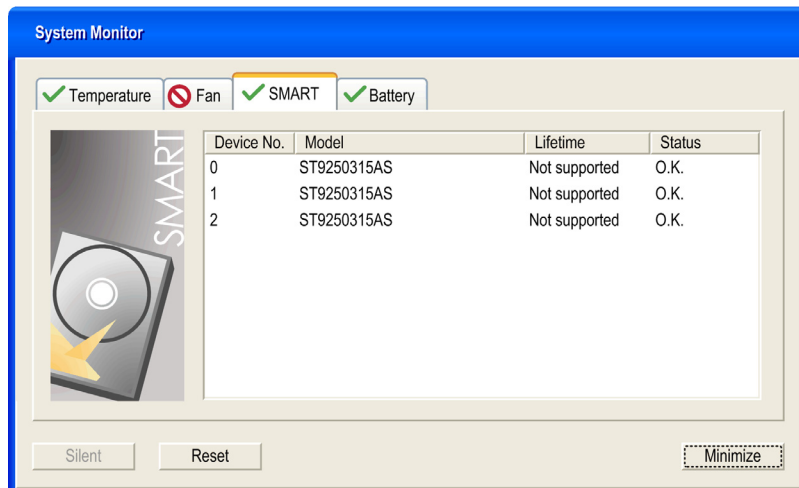 System Monitor
Temperature Fan SMART Battery
SMART
Device No. Model Lifetime Status
0 ST9250315AS Not supported O.K.
1 ST9250315AS Not supported O.K.
2 ST9250315AS Not supported O.K.
Silent Reset Minimize